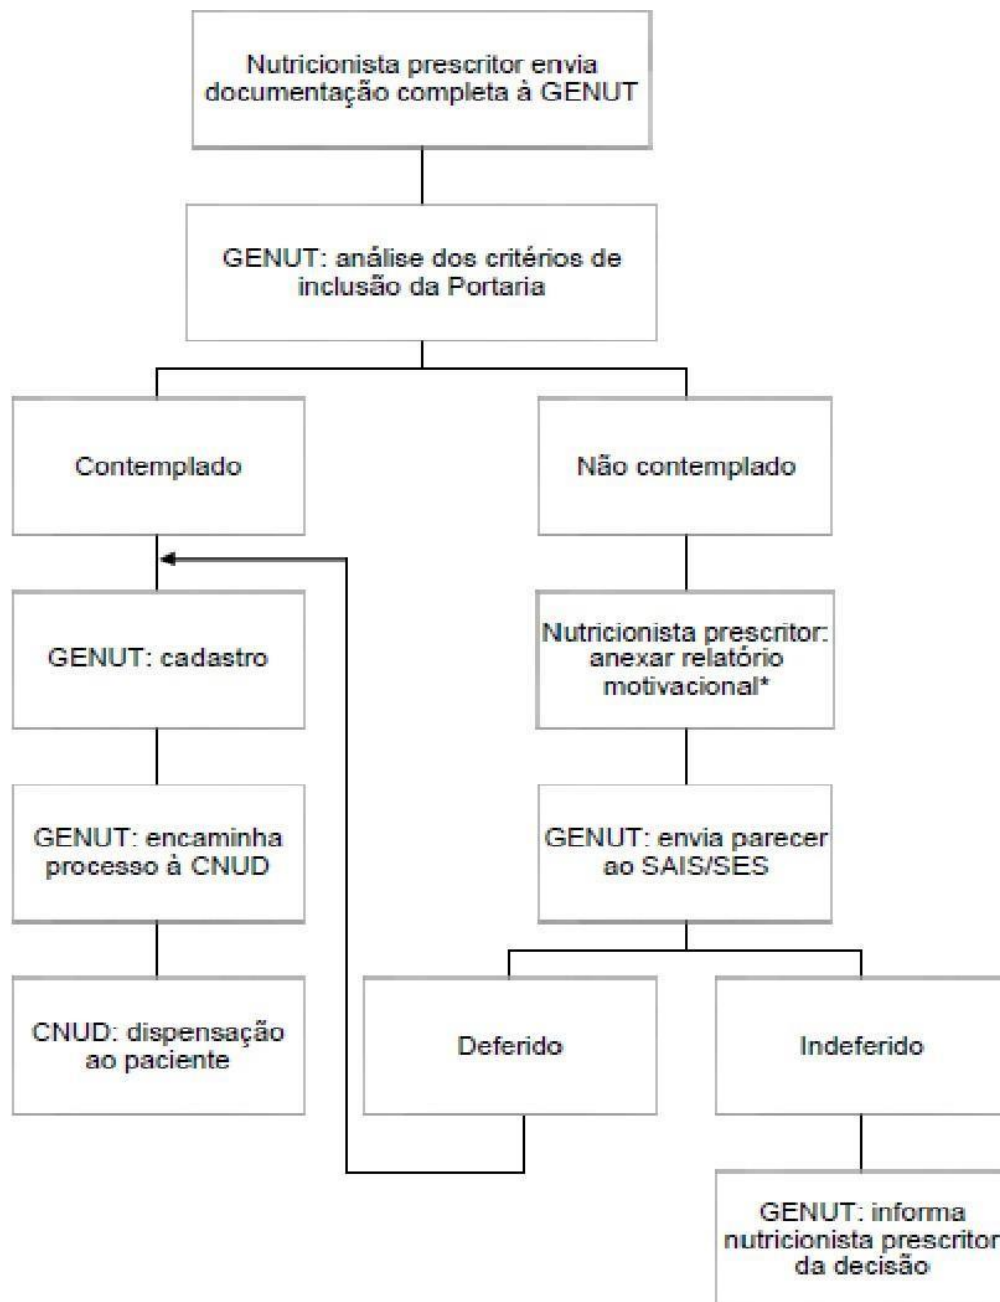 Nutricionista prescritor envia
documentação completa à GENUT
GENUT: análise dos critérios de
inclusão da Portaria
Contemplado
Não contemplado
GENUT: cadastro
Nutricionista prescritor:
anexar relatório
motivacional*
GENUT: encaminha
processo à CNUD
GENUT: envia parecer
ao SAIS/SES
CNUD: dispensação
ao paciente
Deferido
Indeferido
GENUT: informa
nutricionista prescritor
da decisão